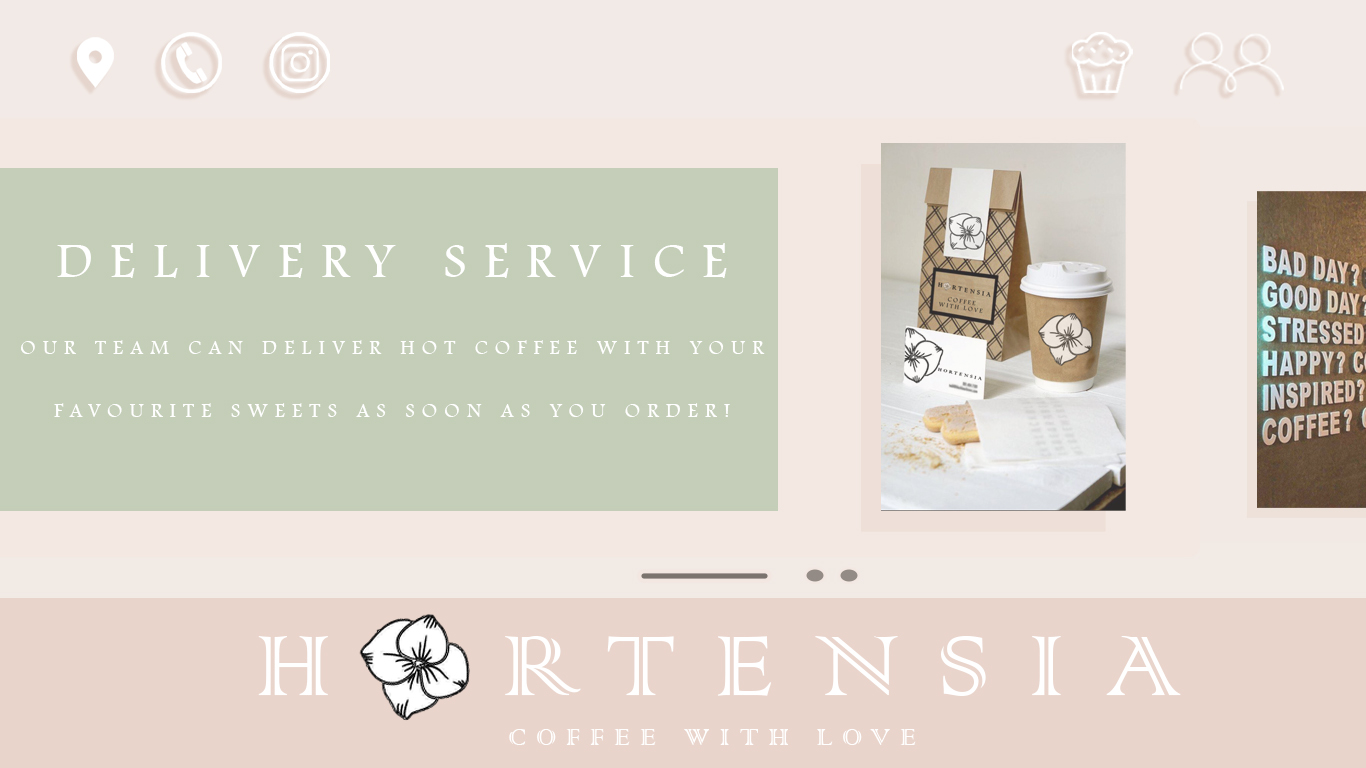 DELIVERY SERVICE
OUR TEAM CAN DELIVER HOT COFFEE WITH YOUR
FAVOURITE SWEETS AS SOON AS YOU ORDER!
HORTENSIA
COFFEE
WITH LOVE
HORTENSIA
BAD DAY?
GOOD DAY?
STRESSED
HAPPY?
INSPIRED?
COFFEE?
H RTENSIA
COFFEE WITH LOVE